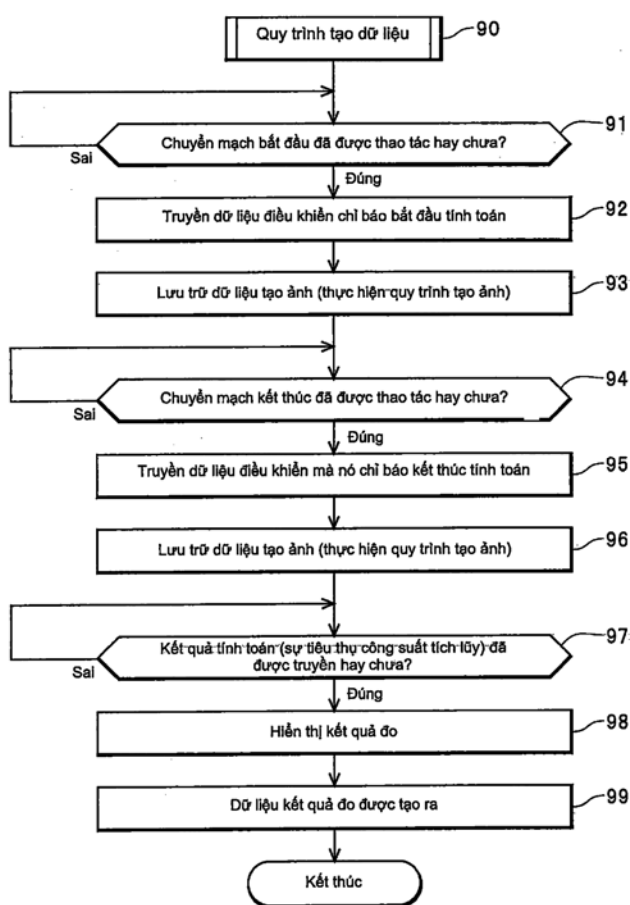 Quy trình tạo dữ liệu
90
Chuyển mạch bắt đầu đã được thao tác hay chưa?
91
Sai
Đúng
Truyền dữ liệu điều khiển chỉ báo bắt đầu tính toán
92
Lưu trữ dữ liệu tạo ảnh (thực hiện quy trình tạo ảnh)
93
Chuyển mạch kết thúc đã được thao tác hay chưa?
94
Sai
Đúng
Truyền dữ liệu điều khiển mà nó chỉ báo kết thúc tính toán
95
Lưu trữ dữ liệu tạo ảnh (thực hiện quy trình tạo ảnh)
96
Kết quả tính toán (sự tiêu thụ công suất tích lũy) đã
được truyền hay chưa?
97
Sai
Đúng
Hiển thị kết quả đo
98
Dữ liệu kết quả đo được tạo ra
99
Kết thúc